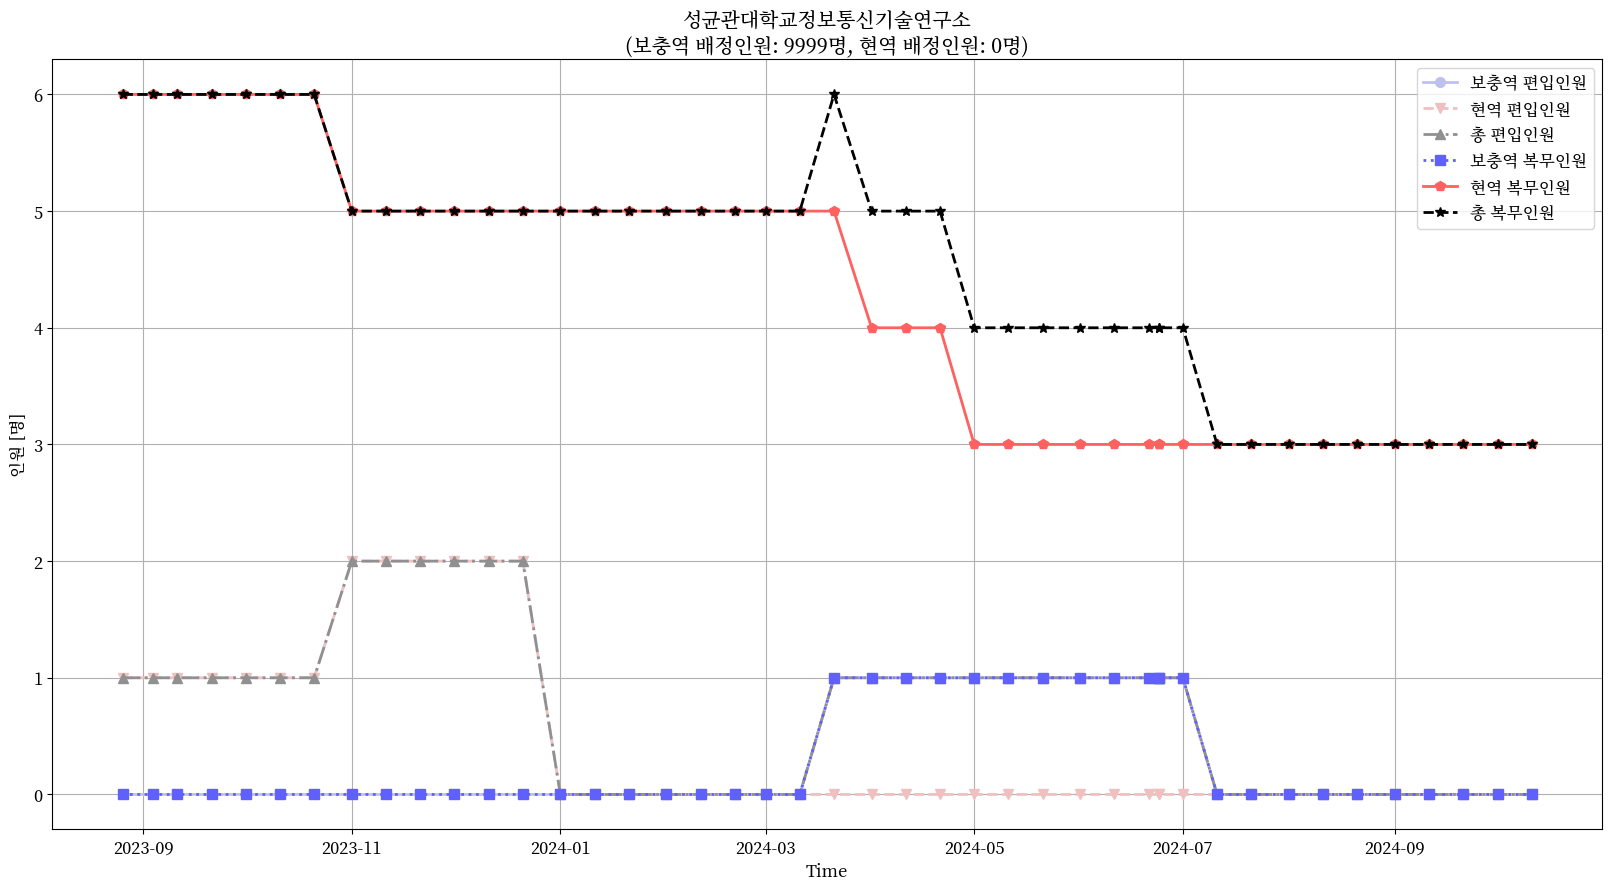 성균관대학교정보통신기술연구소
(보충역 배정인원: 9999명, 현역 배정인원: 0명)
보충역 편입인원
현역 편입인원
총 편입인원
보충역 복무인원
현역 복무인원
총 복무인원
인원 [명]
6
5
4
3
2
1
0
2023-09
2023-11
2024-01
2024-03
2024-05
2024-07
2024-09
Time